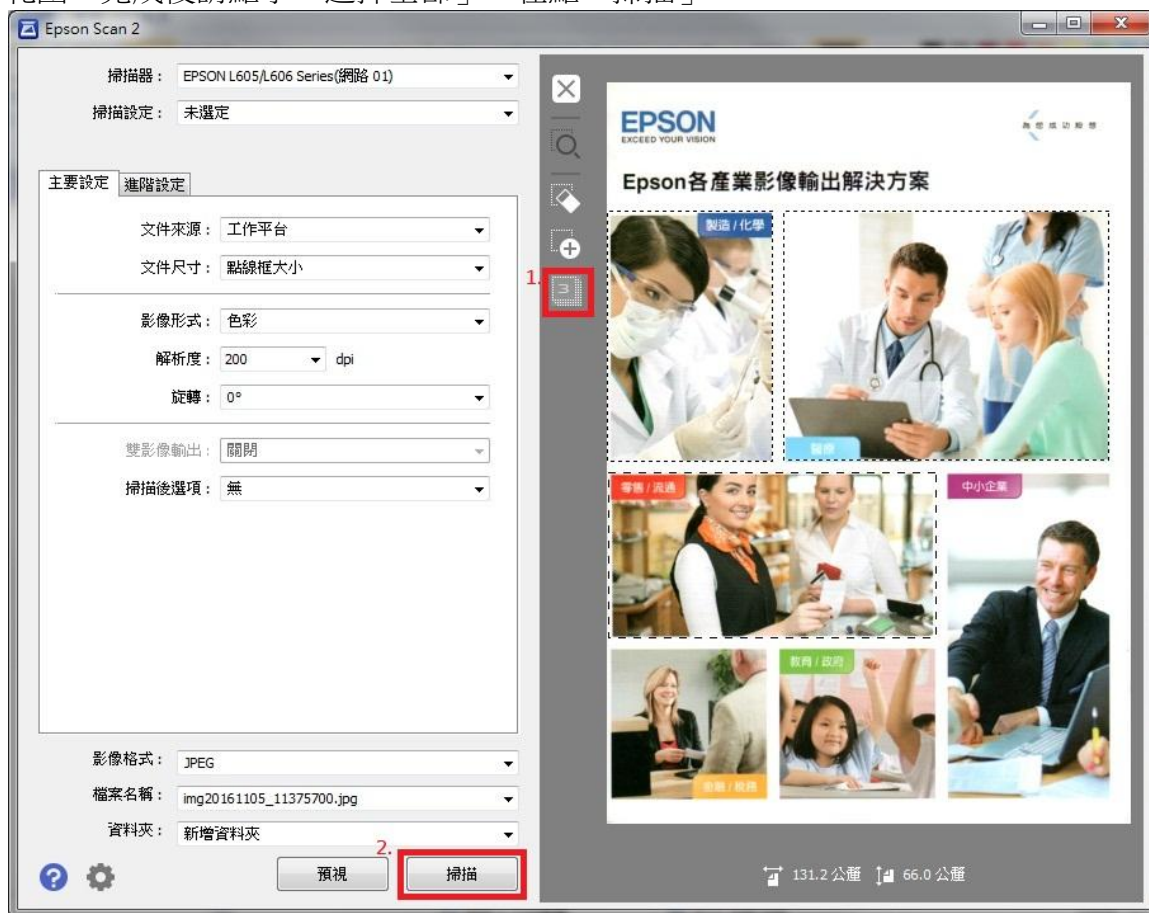 Epson Scan 2
掃描器： EPSON L605/L606 Series(網路 01)
掃描設定： 未選定
主要設定 進階設定
文件來源： 工作平台
文件尺寸： 點線框大小
影像形式： 色彩
解析度： 200 dpi
旋轉： 0°
雙影像輸出： 關閉
掃描後選項： 無
影像格式： JPEG
檔案名稱： img20161105_11375700.jpg
資料夾： 新增資料夾
2.
預視 掃描
1.
3
EPSON
EXCEED YOUR VISION
Epson各產業影像輸出解決方案
製造 / 化學
醫療
零售 / 流通
中小企業
教育 / 政府
131.2 公釐 66.0 公釐